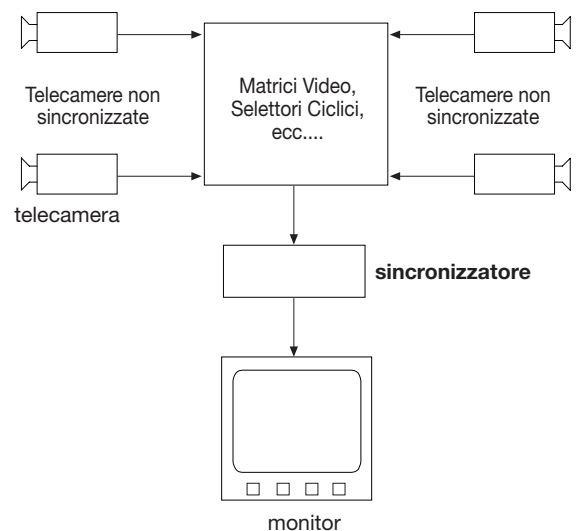 Matrici Video,
Selettori Ciclici,
ecc....
Telecamere non
sincronizzate
Telecamere non
sincronizzate
telecamera
sincronizzatore
monitor